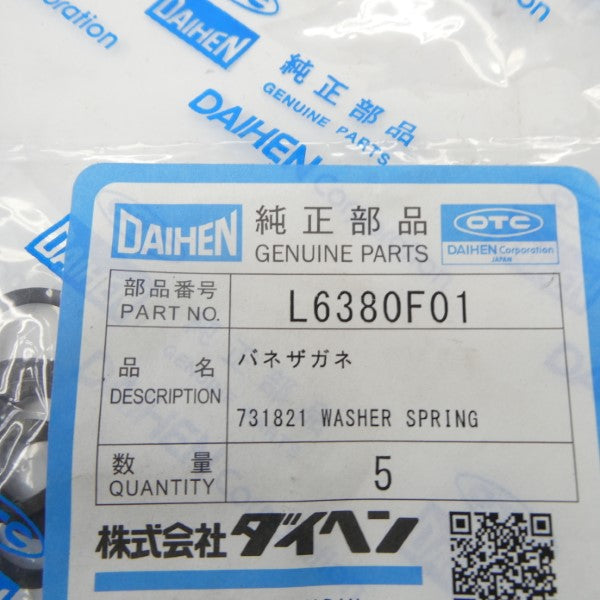 DAIHEN
Corporation
純正部品
GENUINE PARTS
DAIHEN
DAIHEN 純正部品 OTC
GENUINE PARTS DAIHEN Corporation
JAPAN
部品番号 L6380F01
PART NO.
品名 バネザガネ
DESCRIPTION 731821 WASHER SPRING
数量 5
QUANTITY
株式会社ダイヘン